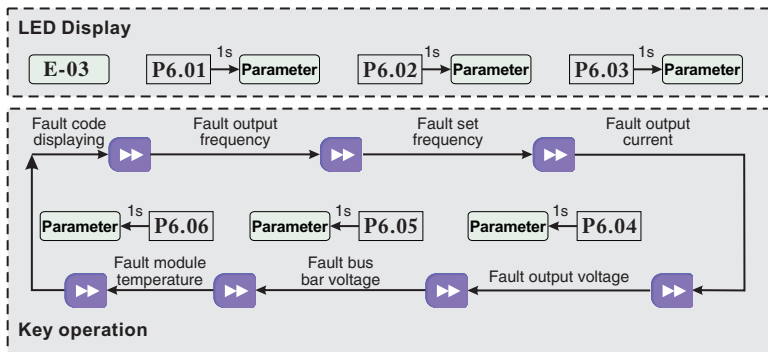 LED Display
E-03
P6.01 1s Parameter
P6.02 1s Parameter
P6.03 1s Parameter
Fault code
displaying
Fault output
frequency
Fault set
frequency
Fault output
current
Parameter 1s P6.06
Parameter 1s P6.05
Parameter 1s P6.04
Fault module
temperature
Fault bus
bar voltage
Fault output voltage
Key operation